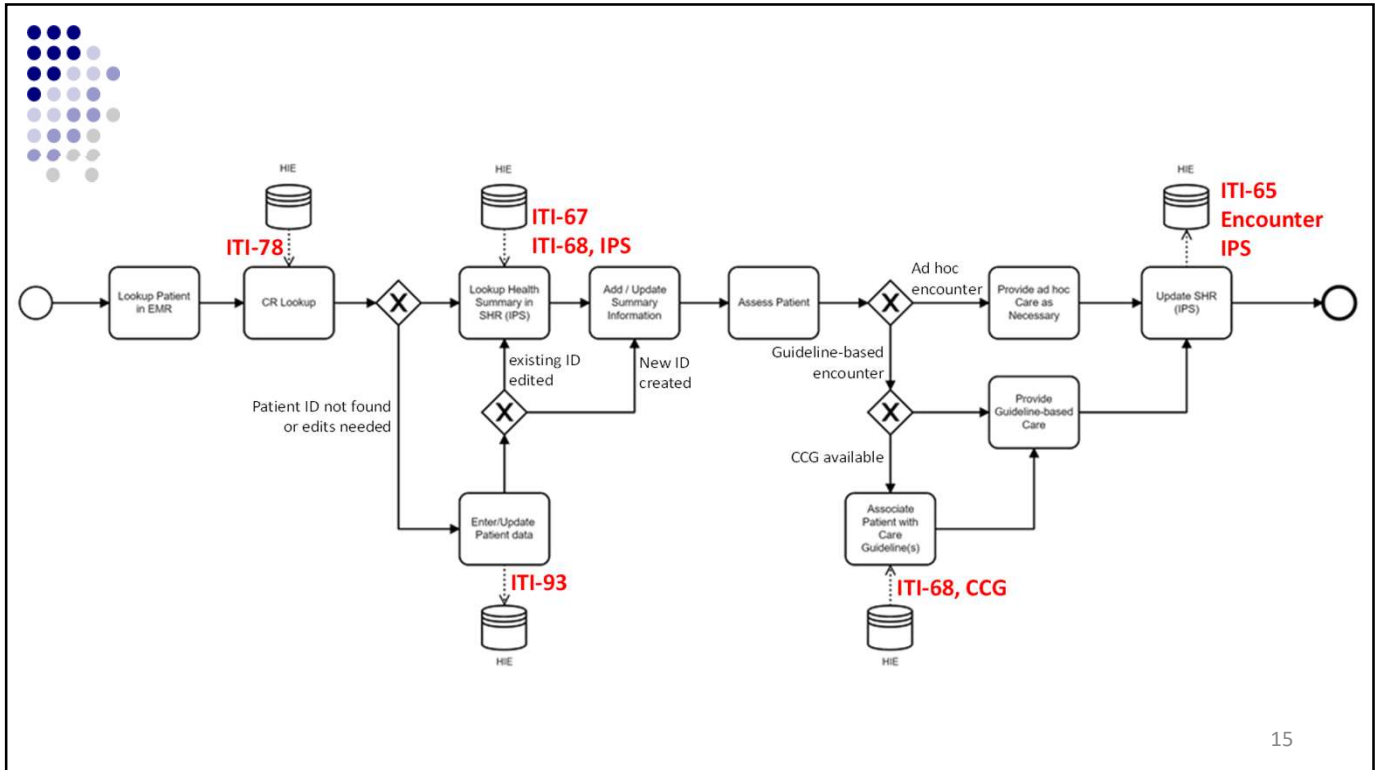 HIE
ITI-78
HIE
ITI-67
ITI-68, IPS
HIE
ITI-65
Encounter
IPS
Lookup Patient
in EMR
CR Lookup
X
Lookup Health
Summary in
SHR (IPS)
Add / Update
Summary
Information
Assess Patient
X
Ad hoc
encounter
Provide ad hoc
Care as
Necessary
Update SHR
(IPS)
Patient ID not found
or edits needed
existing ID
edited
X
New ID
created
Guideline-based
encounter
X
Provide
Guideline-based
Care
CCG available
Enter/Update
Patient data
ITI-93
HIE
Associate
Patient with
Care
Guideline(s)
ITI-68, CCG
HIE
15